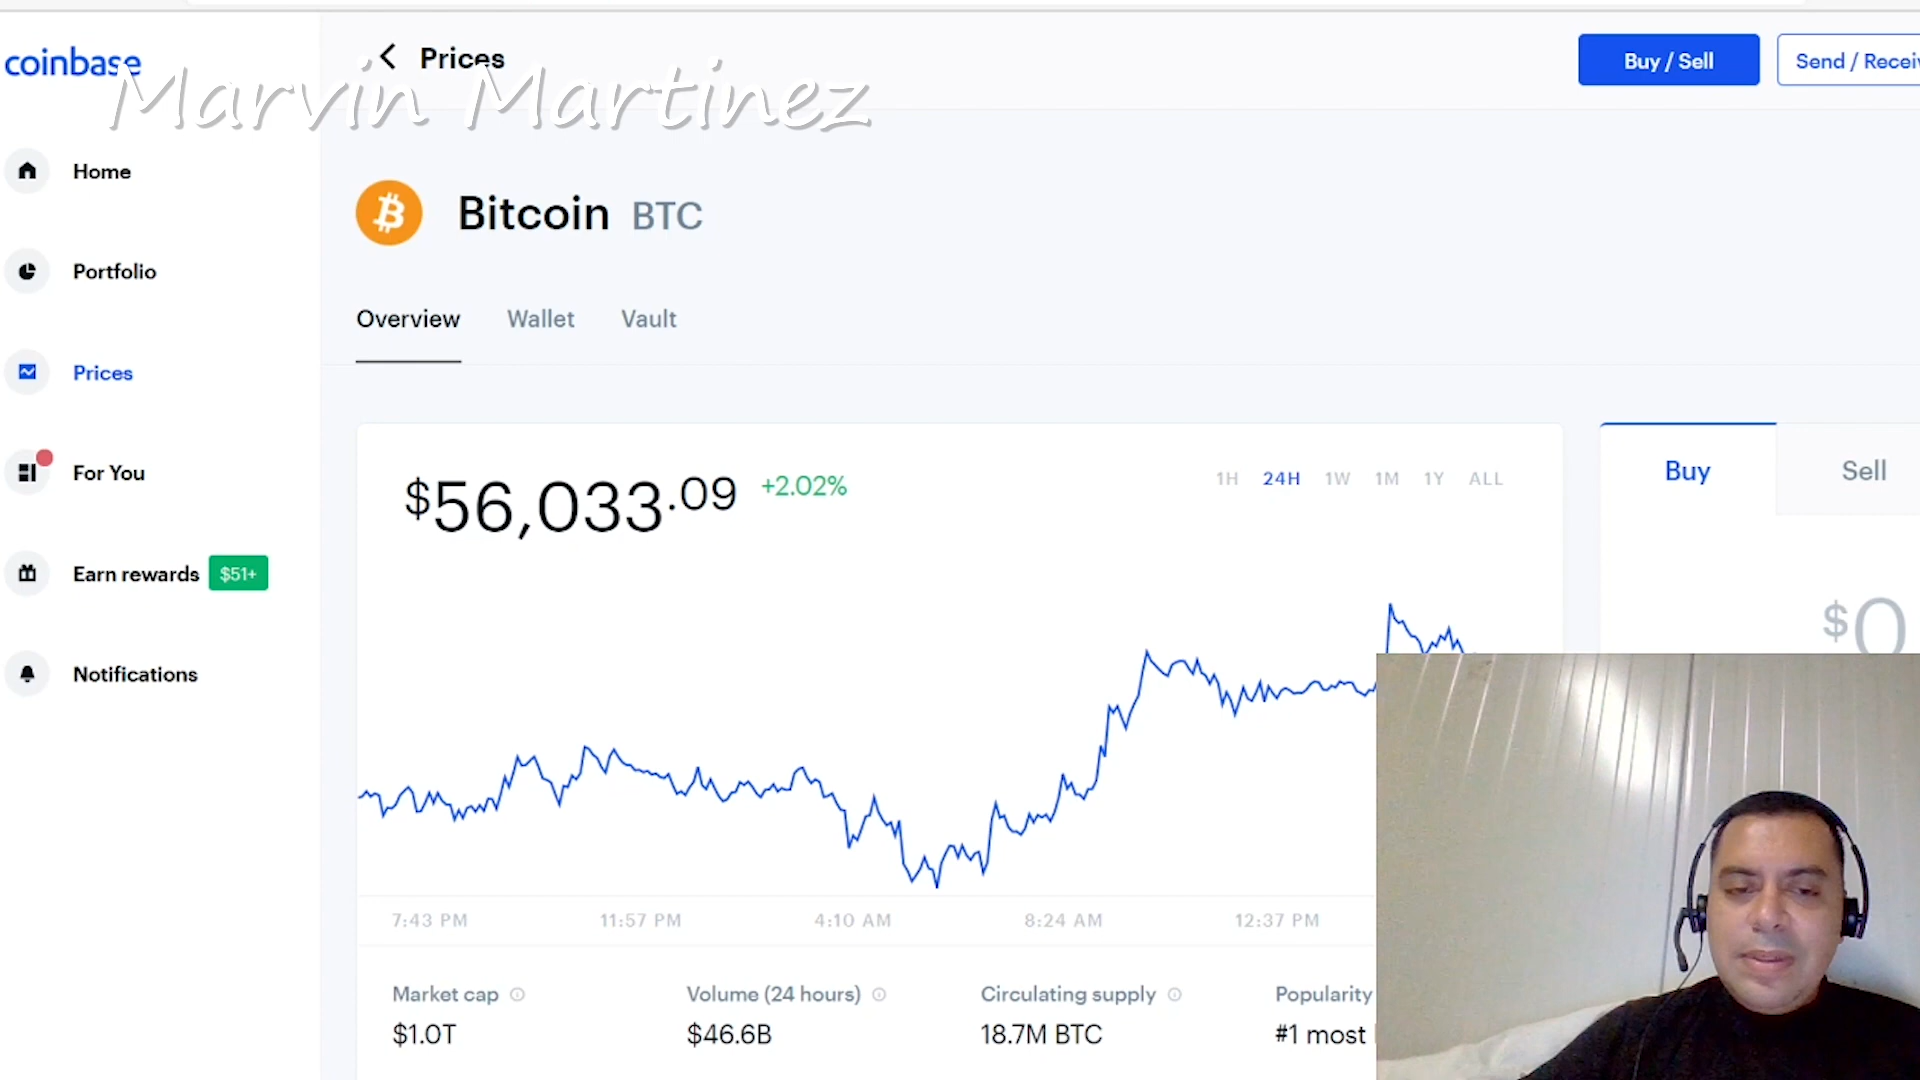 coinbase
Prices
Buy / Sell
Send / Receiv
Marvin Martinez
Home
Portfolio
Prices
For You
Earn rewards $51+
Notifications
Bitcoin BTC
Overview Wallet Vault
$56,033.09 +2.02%
1H 24H 1W 1M 1Y ALL
Buy Sell
$0
7:43 PM 11:57 PM 4:10 AM 8:24 AM 12:37 PM
Market cap Volume (24 hours) Circulating supply Popularity
$1.0T $46.6B 18.7M BTC #1 most